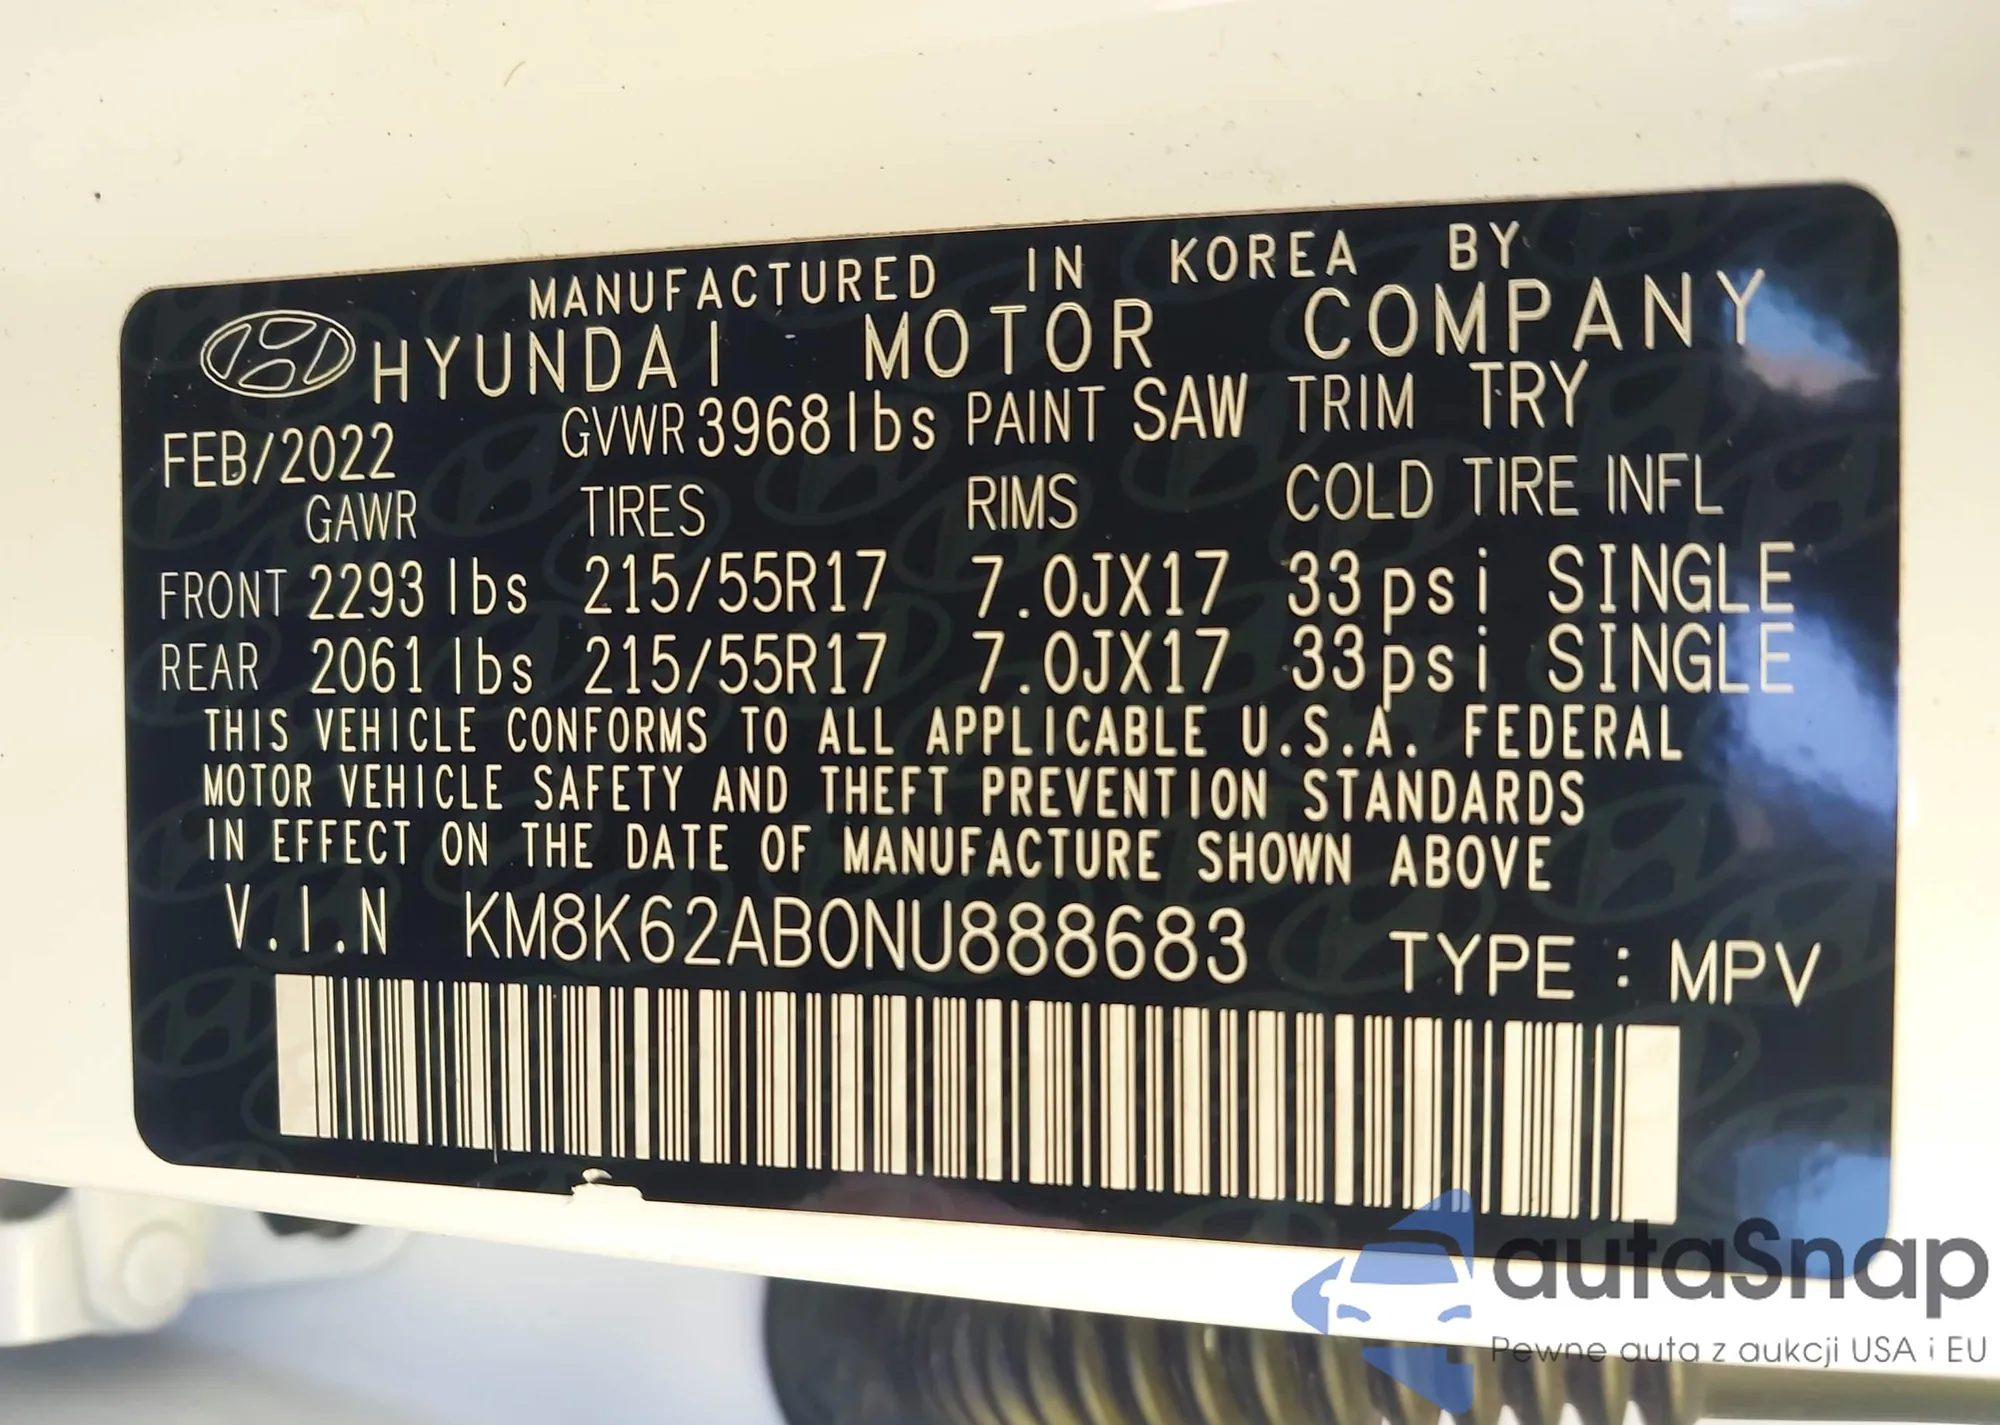 MANUFACTURED IN KOREA BY
HYUNDAI MOTOR COMPANY
FEB/2022 GVWR 3968 lbs PAINT SAW TRIM TRY
GAWR TIRES RIMS COLD TIRE INFL
FRONT 2293 lbs 215/55R17 7.0JX17 33psi SINGLE
REAR 2061 lbs 215/55R17 7.0JX17 33psi SINGLE
THIS VEHICLE CONFORMS TO ALL APPLICABLE U.S.A. FEDERAL
MOTOR VEHICLE SAFETY AND THEFT PREVENTION STANDARDS
IN EFFECT ON THE DATE OF MANUFACTURE SHOWN ABOVE
V.I.N KM8K62AB0NU888683 TYPE : MPV
autaSnap
Pewne auta z aukcji USA i EU